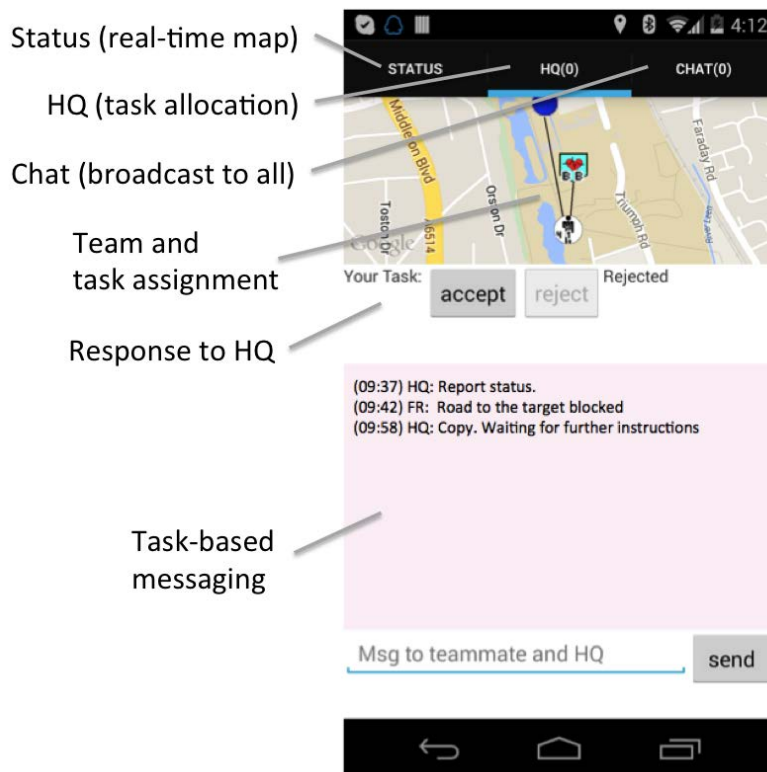 Status (real-time map)
HQ (task allocation)
Chat (broadcast to all)
Team and
task assignment
Response to HQ
Task-based
messaging
4:12
STATUS
HQ(0)
CHAT(0)
Middleton Blvd
Orston Dr
Toston Dr
A6514
Triumph Rd
Faraday Rd
Google
B B
Your Task:
accept
reject
Rejected
(09:37) HQ: Report status.
(09:42) FR: Road to the target blocked
(09:58) HQ: Copy. Waiting for further instructions
Msg to teammate and HQ
send